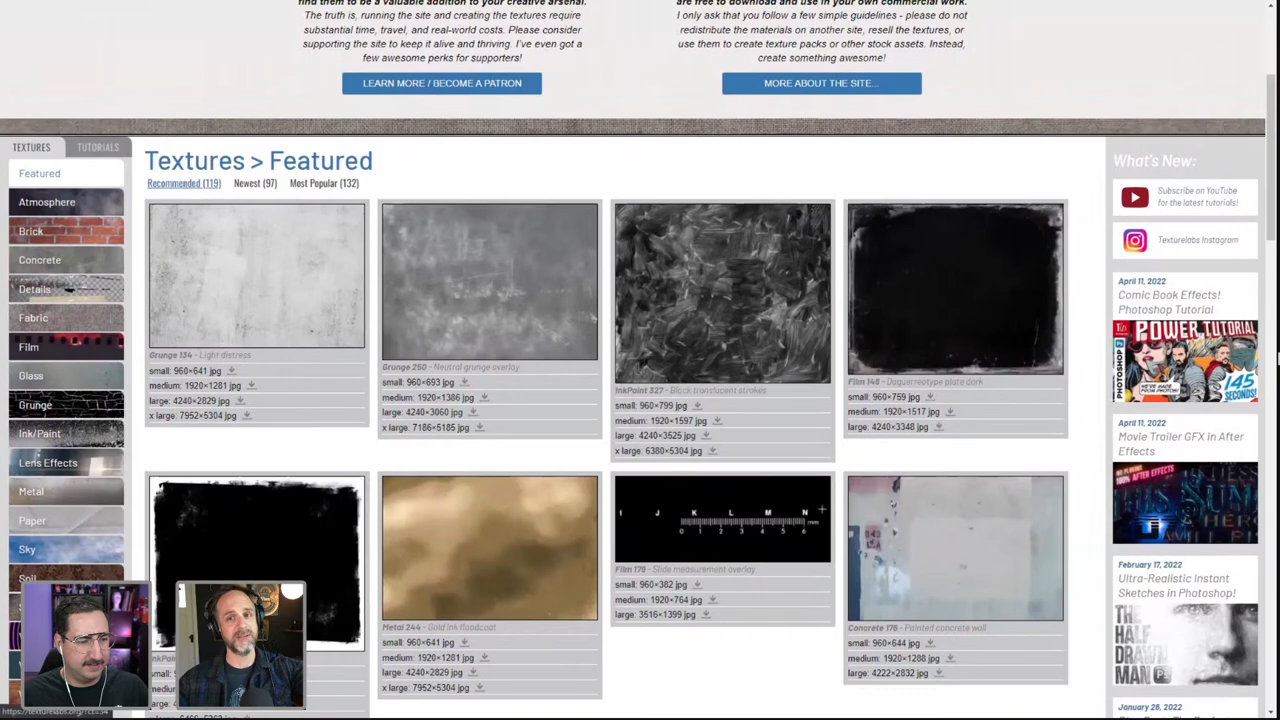 find them to be a valuable addition to your creative arsenal.
The truth is, running the site and creating the textures require
substantial time, travel, and real-world costs. Please consider
supporting the site to keep it alive and thriving. I've even got a
few awesome perks for supporters!
LEARN MORE / BECOME A PATRON
are free to download and use in your own commercial work.
I only ask that you follow a few simple guidelines - please do not
redistribute the materials on another site, resell the textures, or
use them to create texture packs or other stock assets. Instead,
create something awesome!
MORE ABOUT THE SITE...
TEXTURES
TUTORIALS
Featured
Atmosphere
Brick
Concrete
Details
Fabric
Film
Glass
Grunge
Ink/Paint
Lens Effects
Metal
Paper
Sky
Soil
Textures > Featured
Recommended (119) Newest (97) Most Popular (132)
Grunge 134 - Light distress
small: 960×641 jpg
medium: 1920×1281 jpg
large: 4240×2829 jpg
x large: 7952×5304 jpg
Grunge 250 - Neutral grunge overlay
small: 960×693 jpg
medium: 1920×1386 jpg
large: 4240×3060 jpg
x large: 7186×5185 jpg
InkPaint 327 - Black translucent strokes
small: 960×799 jpg
medium: 1920×1597 jpg
large: 4240×3525 jpg
x large: 6380×5304 jpg
Film 148 - Daguerreotype plate dark
small: 960×759 jpg
medium: 1920×1517 jpg
large: 4240×3348 jpg
Metal 244 - Gold ink floodcoat
small: 960×641 jpg
medium: 1920×1281 jpg
large: 4240×2829 jpg
x large: 7952×5304 jpg
I J K L M N
0 1 2 3 4 5 6 mm
Film 170 - Slide measurement overlay
small: 960×382 jpg
medium: 1920×764 jpg
large: 3516×1399 jpg
Concrete 178 - Painted concrete wall
small: 960×644 jpg
medium: 1920×1288 jpg
large: 4222×2832 jpg
What's New:
Subscribe on YouTube
for the latest tutorials!
Texturelabs Instagram
April 11, 2022
Comic Book Effects!
Photoshop Tutorial
POWER TUTORIAL
PHOTOSHOP
145
SECONDS!
April 11, 2022
Movie Trailer GFX in After
Effects
THIS SUMMER
February 17, 2022
Ultra-Realistic Instant
Sketches in Photoshop!
THE
HALF
DRAWN
MAN
January 26, 2022